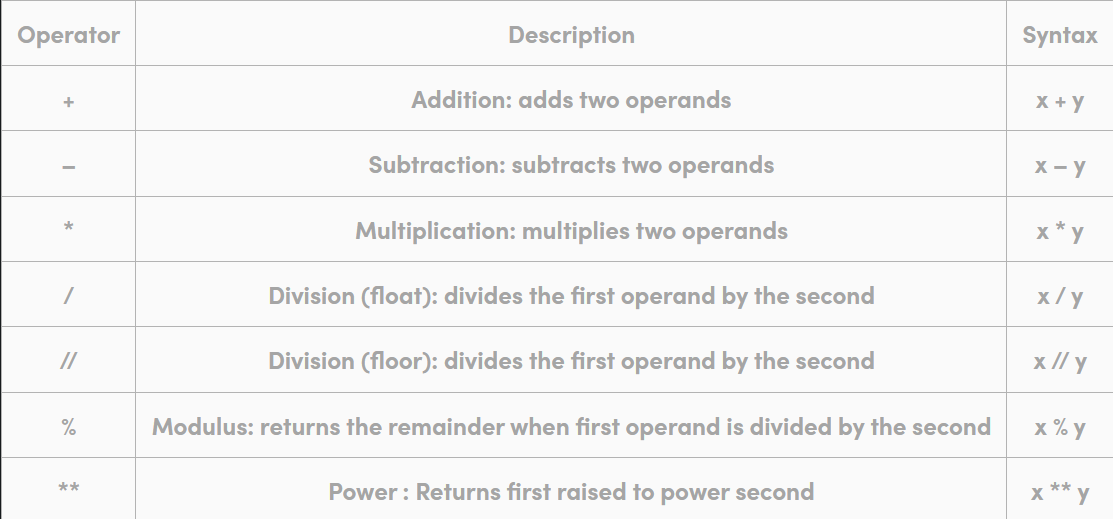 Operator Description Syntax
+ Addition: adds two operands x + y
– Subtraction: subtracts two operands x – y
* Multiplication: multiplies two operands x * y
/ Division (float): divides the first operand by the second x / y
// Division (floor): divides the first operand by the second x // y
% Modulus: returns the remainder when first operand is divided by the second x % y
** Power : Returns first raised to power second x ** y